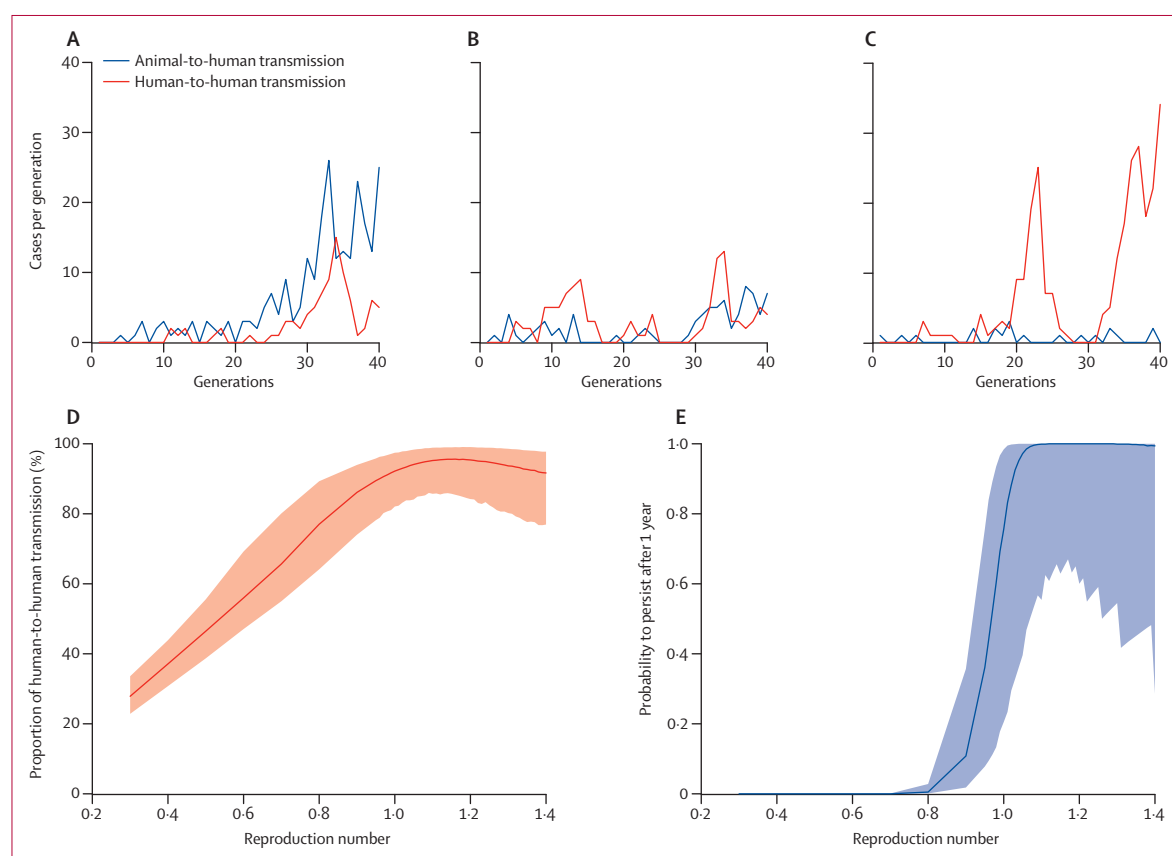 A
B
C
Animal-to-human transmission
Human-to-human transmission
Cases per generation
40
30
20
10
0
0 10 20 30 40
Generations
0 10 20 30 40
Generations
0 10 20 30 40
Generations
D
E
Proportion of human-to-human transmission (%)
100
80
60
40
20
0
0·2 0·4 0·6 0·8 1·0 1·2 1·4
Reproduction number
Probability to persist after 1 year
1·0
0·8
0·6
0·4
0·2
0
0·2 0·4 0·6 0·8 1·0 1·2 1·4
Reproduction number